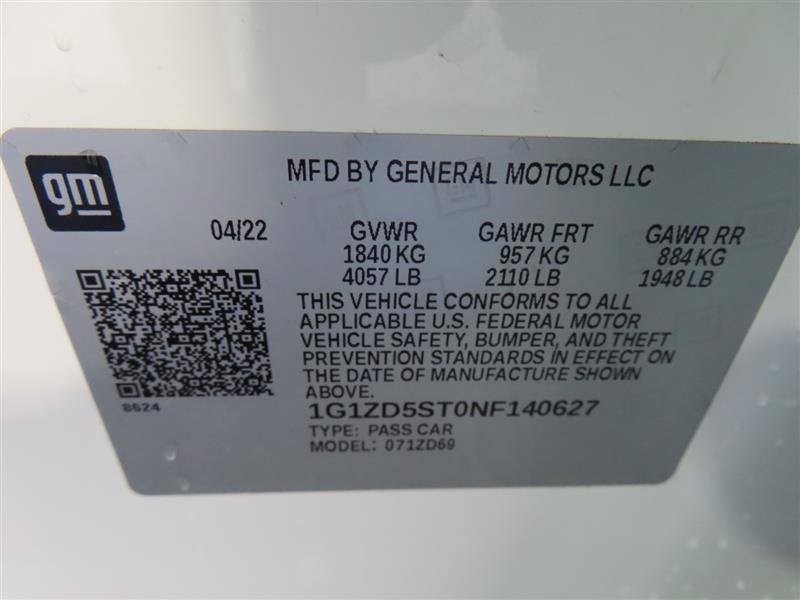 gm
MFD BY GENERAL MOTORS LLC
04/22 GVWR GAWR FRT GAWR RR
1840 KG 957 KG 884 KG
4057 LB 2110 LB 1948 LB
THIS VEHICLE CONFORMS TO ALL
APPLICABLE U.S. FEDERAL MOTOR
VEHICLE SAFETY, BUMPER, AND THEFT
PREVENTION STANDARDS IN EFFECT ON
THE DATE OF MANUFACTURE SHOWN
ABOVE.
8624
1G1ZD5ST0NF140627
TYPE: PASS CAR
MODEL: 071ZD69